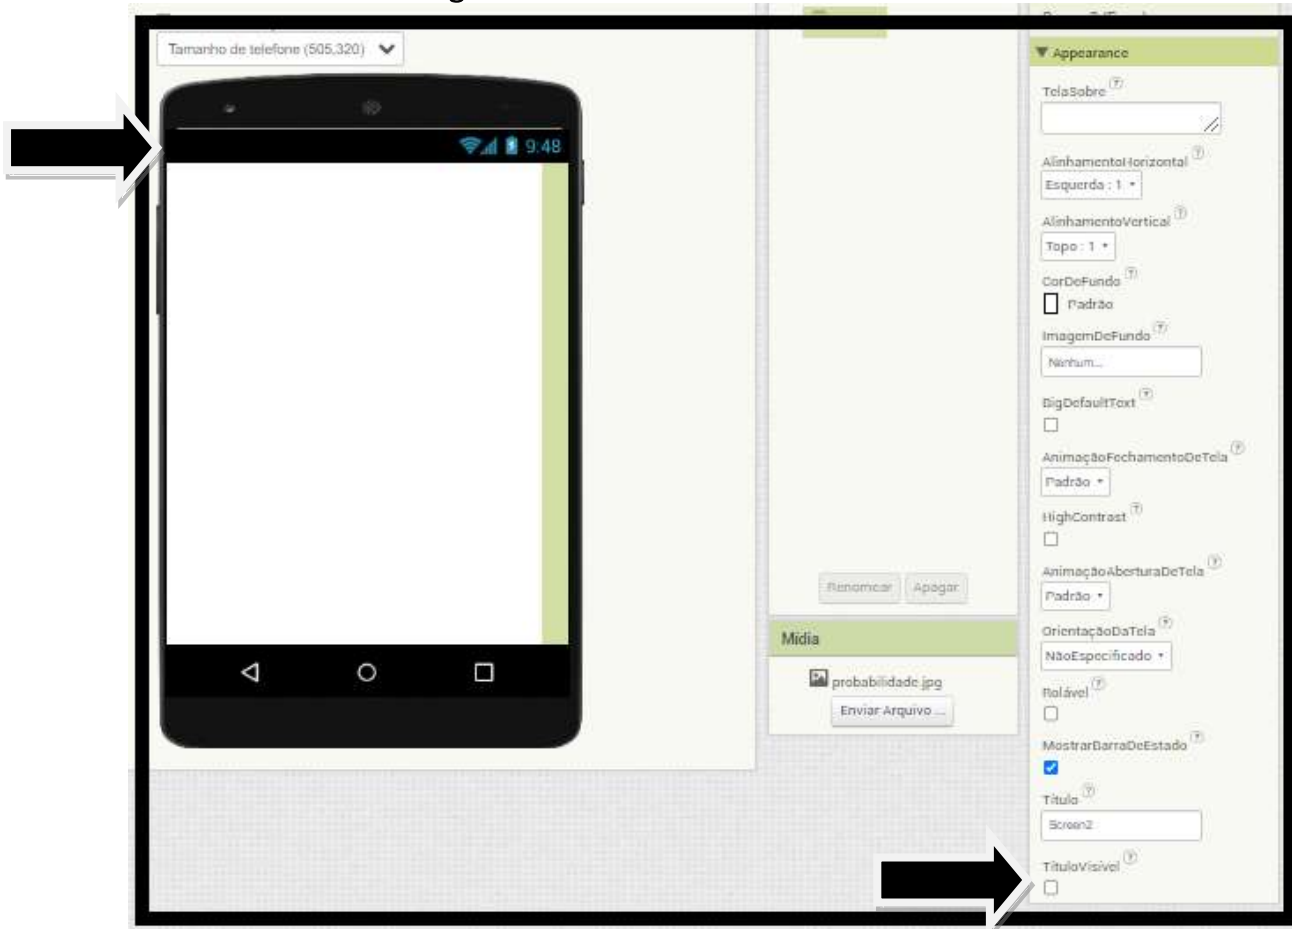 Tamanho de telefone (505,320)
9:48
Renomear Apagar
Mídia
probabilidade.jpg
Enviar Arquivo ...
Appearance
TelaSobre
AlinhamentoHorizontal
Esquerda : 1
AlinhamentoVertical
Topo : 1
CorDeFundo
Padrão
ImagemDeFundo
Nenhum...
BigDefaultText
AnimaçãoFechamentoDeTela
Padrão
HighContrast
AnimaçãoAberturaDeTela
Padrão
OrientaçãoDaTela
NãoEspecificado
Rolável
MostrarBarraDeEstado
Título
Screen2
TítuloVisível